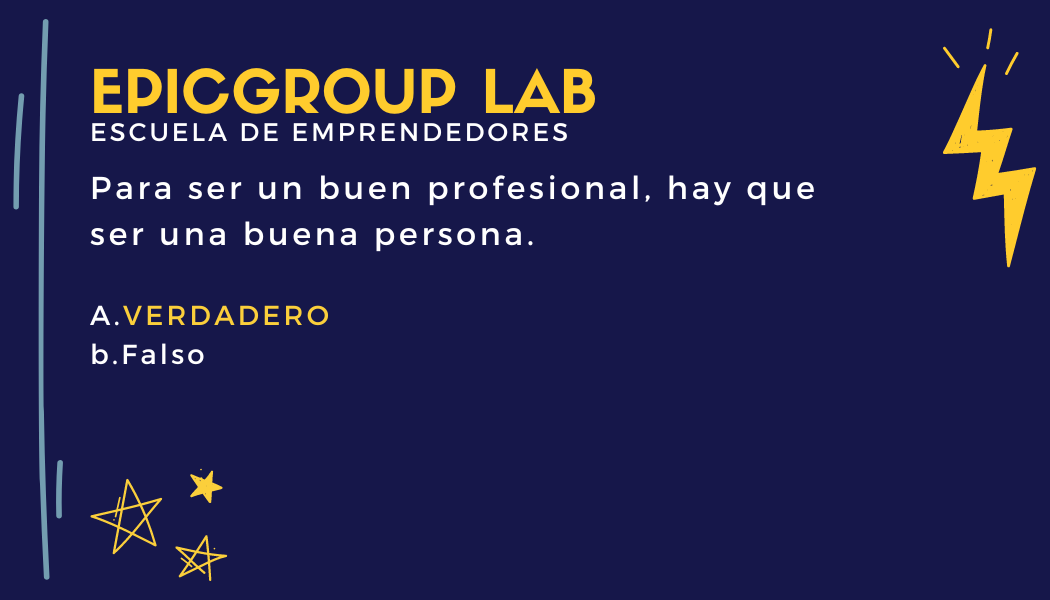 EPICGROUP LAB
ESCUELA DE EMPRENDEDORES
Para ser un buen profesional, hay que
ser una buena persona.
A.VERDADERO
b.Falso